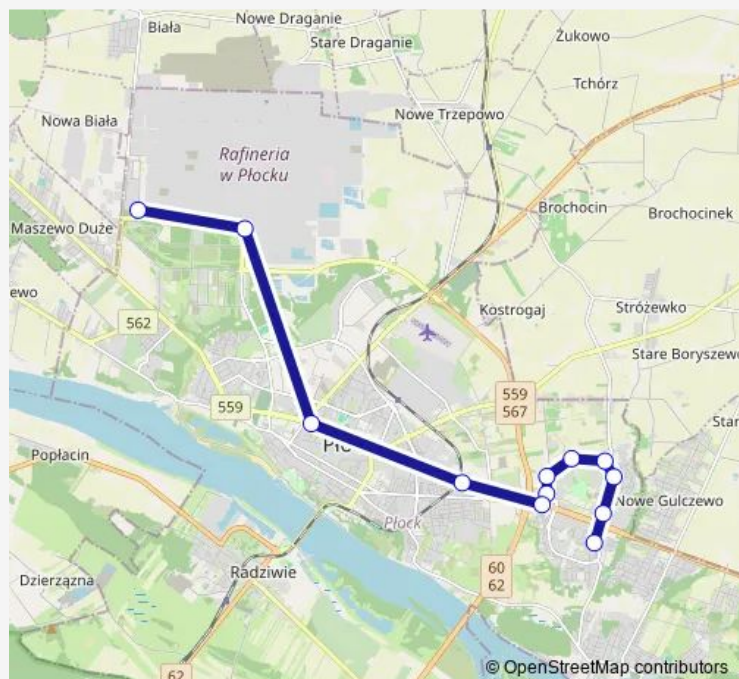 Nowe Draganie
Biała
Stare Draganie
Żukowo
Tchórz
Nowa Biała
Nowe Trzepowo
Rafineria
w Płocku
Brochocin
Brochocinek
Maszewo Duże
ewo
562
Kostrogaj
Stróżewko
Stare Boryszewo
559
559
567
Popłacin
Płock
Nowe Gulczewo
Dzierzązna
Radziwie
60
62
62
© OpenStreetMap contributors